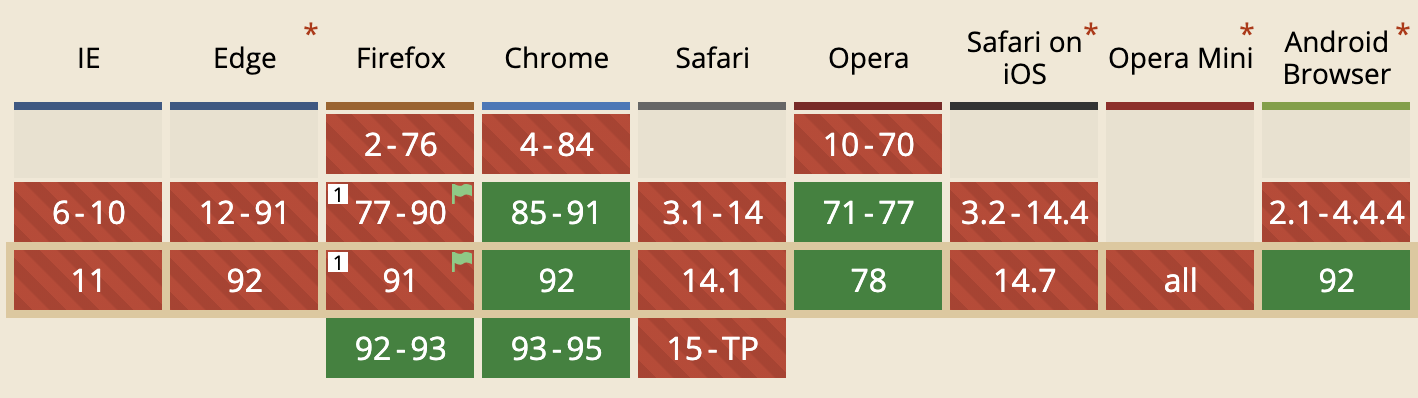 IE Edge * Firefox Chrome Safari Opera Safari on iOS * Opera Mini * Android Browser *
2-76 4-84 10-70
6-10 12-91 1 77-90 85-91 3.1-14 71-77 3.2-14.4 2.1-4.4.4
11 92 1 91 92 14.1 78 14.7 all 92
92-93 93-95 15-TP